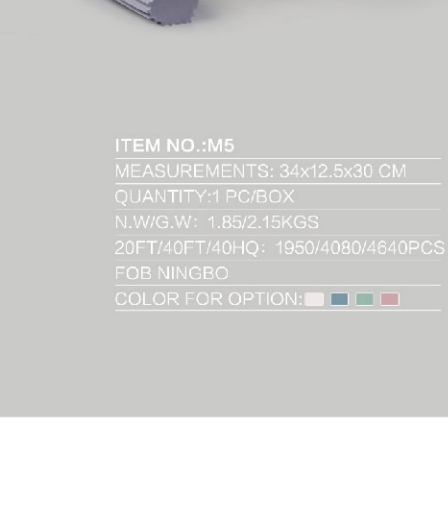 ITEM NO.:M5
MEASUREMENTS: 34x12.5x30 CM
QUANTITY:1 PC/BOX
N.W/G.W: 1.85/2.15KGS
20FT/40FT/40HQ: 1950/4080/4640PCS
FOB NINGBO
COLOR FOR OPTION: